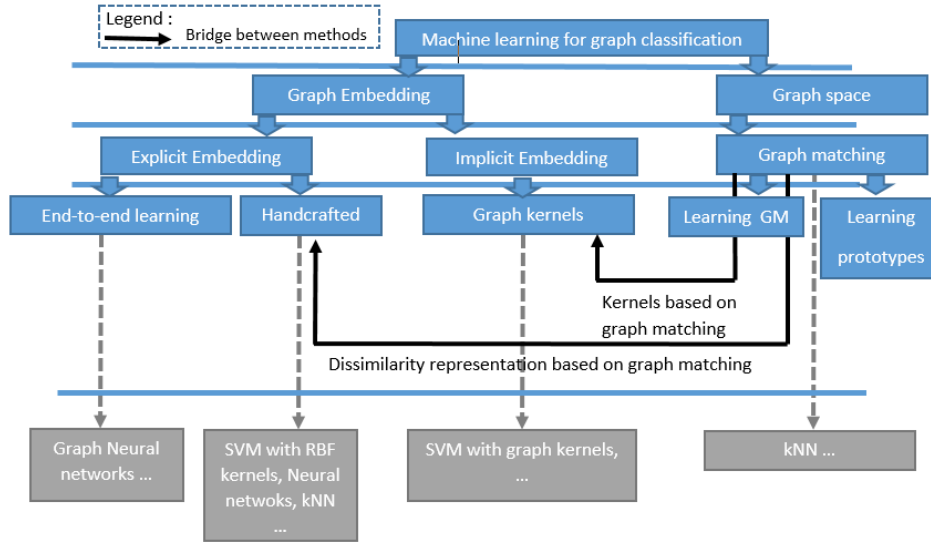 Legend :
Bridge between methods
Machine learning for graph classification
Graph Embedding
Graph space
Explicit Embedding
Implicit Embedding
Graph matching
End-to-end learning
Handcrafted
Graph kernels
Learning GM
Learning
prototypes
Kernels based on
graph matching
Dissimilarity representation based on graph matching
Graph Neural
networks ...
SVM with RBF
kernels, Neural
netwoks, kNN
...
SVM with graph kernels,
...
kNN ...